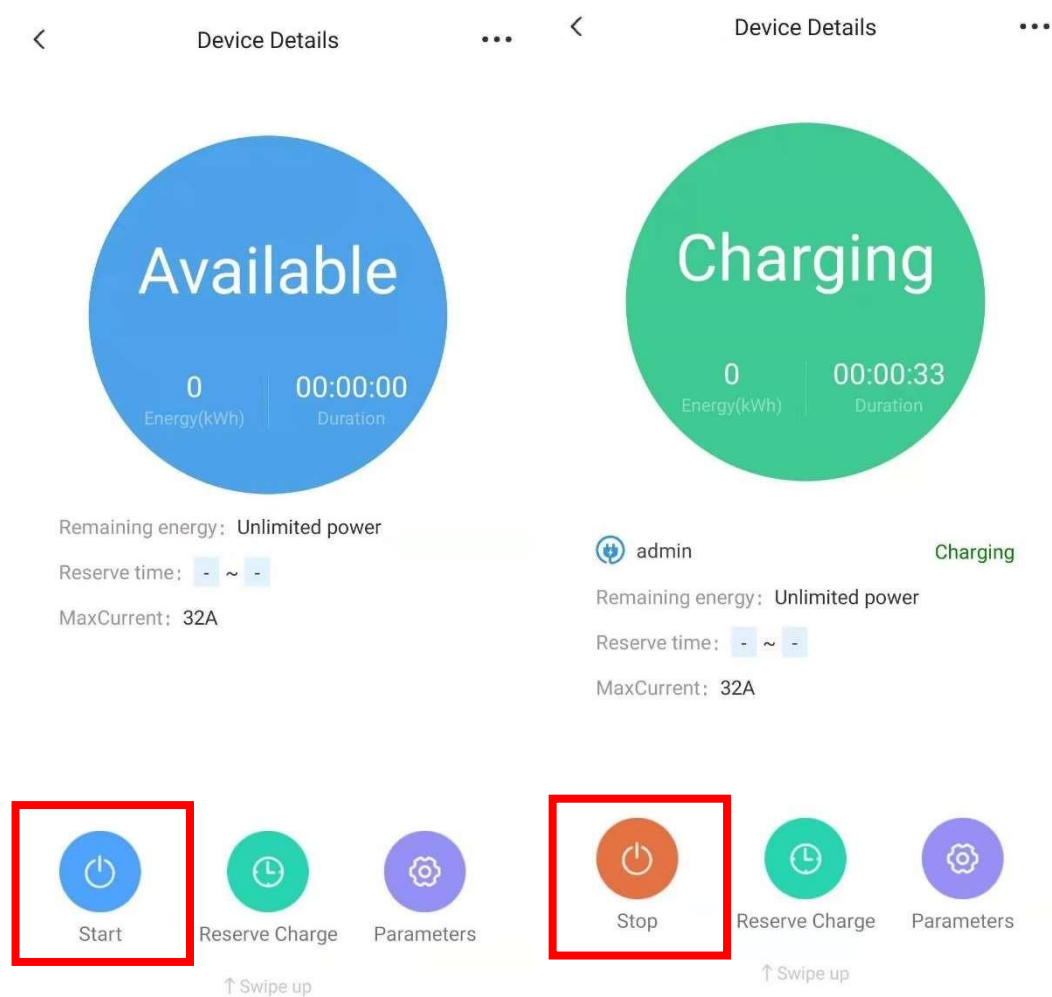 Device Details
Available
0
00:00:00
Energy(kWh)
Duration
Remaining energy: Unlimited power
Reserve time: - ~ -
MaxCurrent: 32A
Start
Reserve Charge
Parameters
↑ Swipe up
Device Details
Charging
0
00:00:33
Energy(kWh)
Duration
admin
Charging
Remaining energy: Unlimited power
Reserve time: - ~ -
MaxCurrent: 32A
Stop
Reserve Charge
Parameters
↑ Swipe up